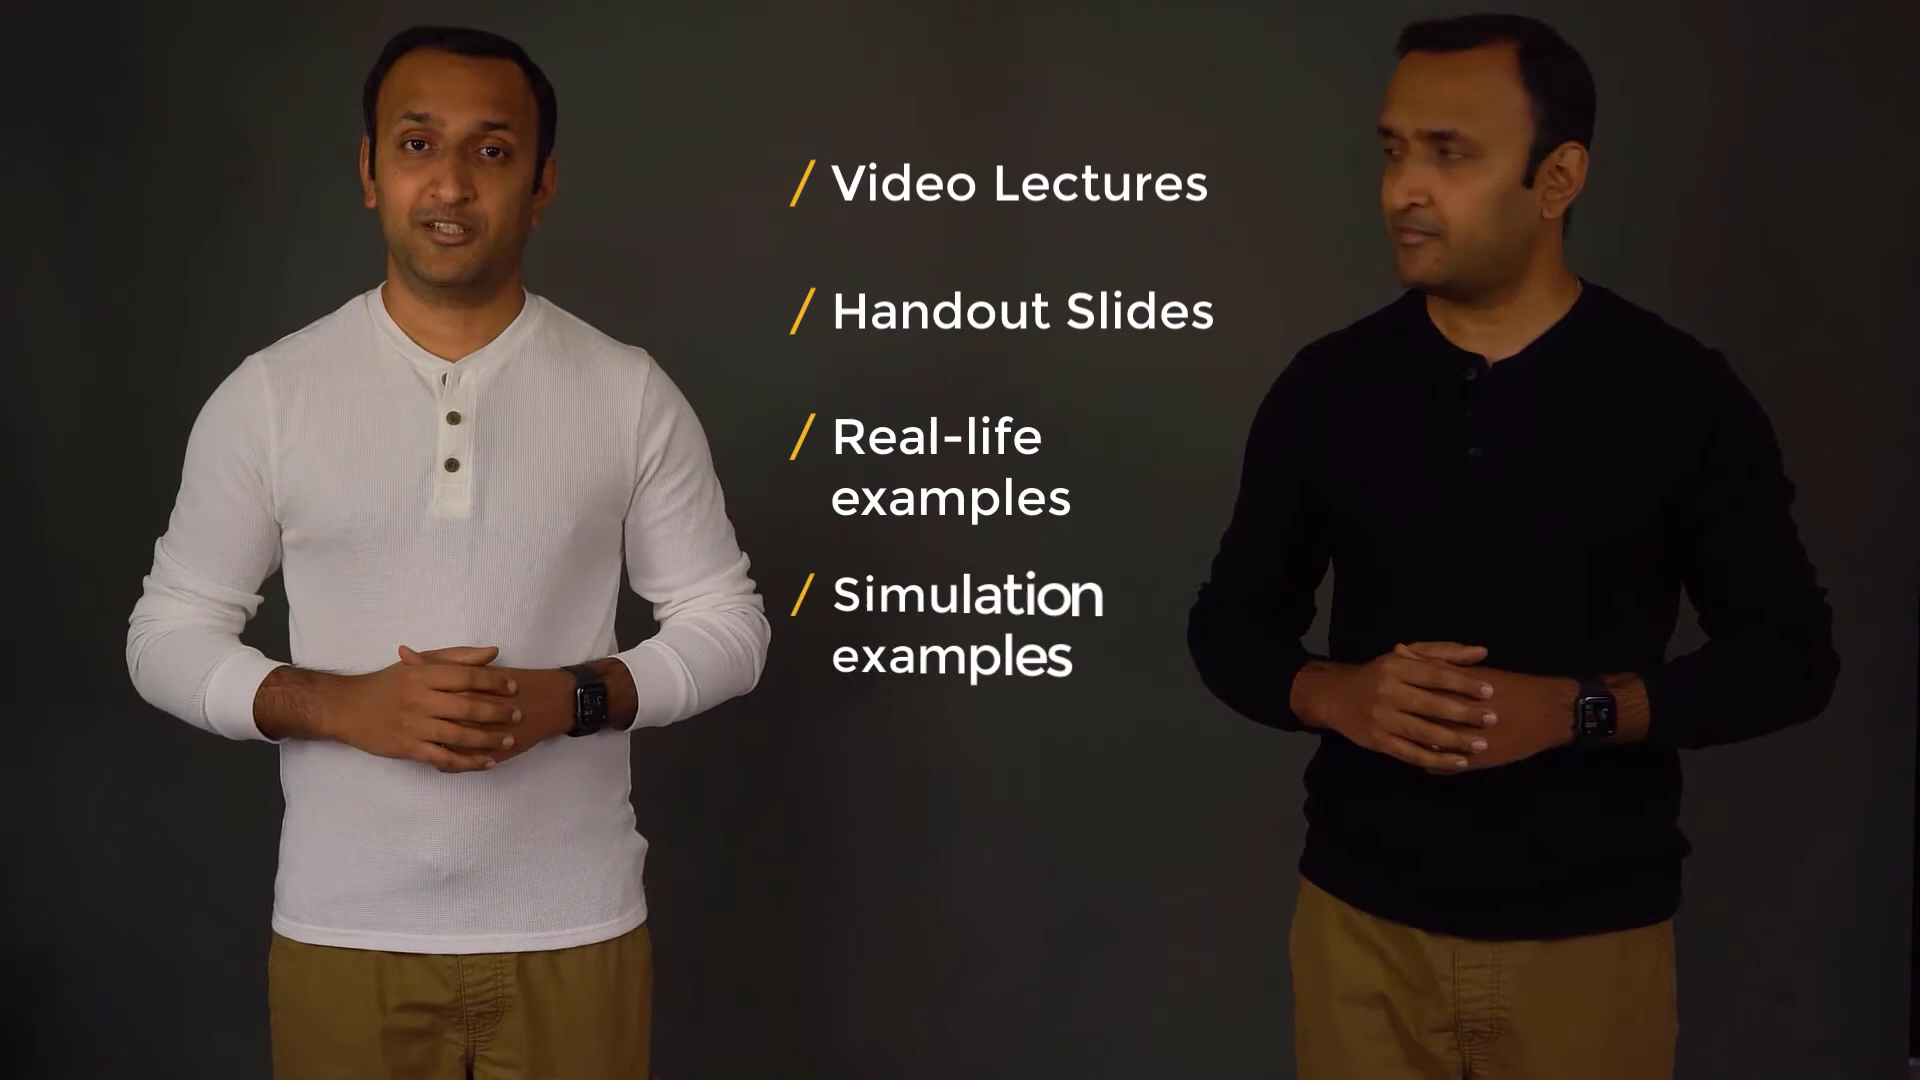 / Video Lectures
/ Handout Slides
/ Real-life
examples
/ Simulation
examples